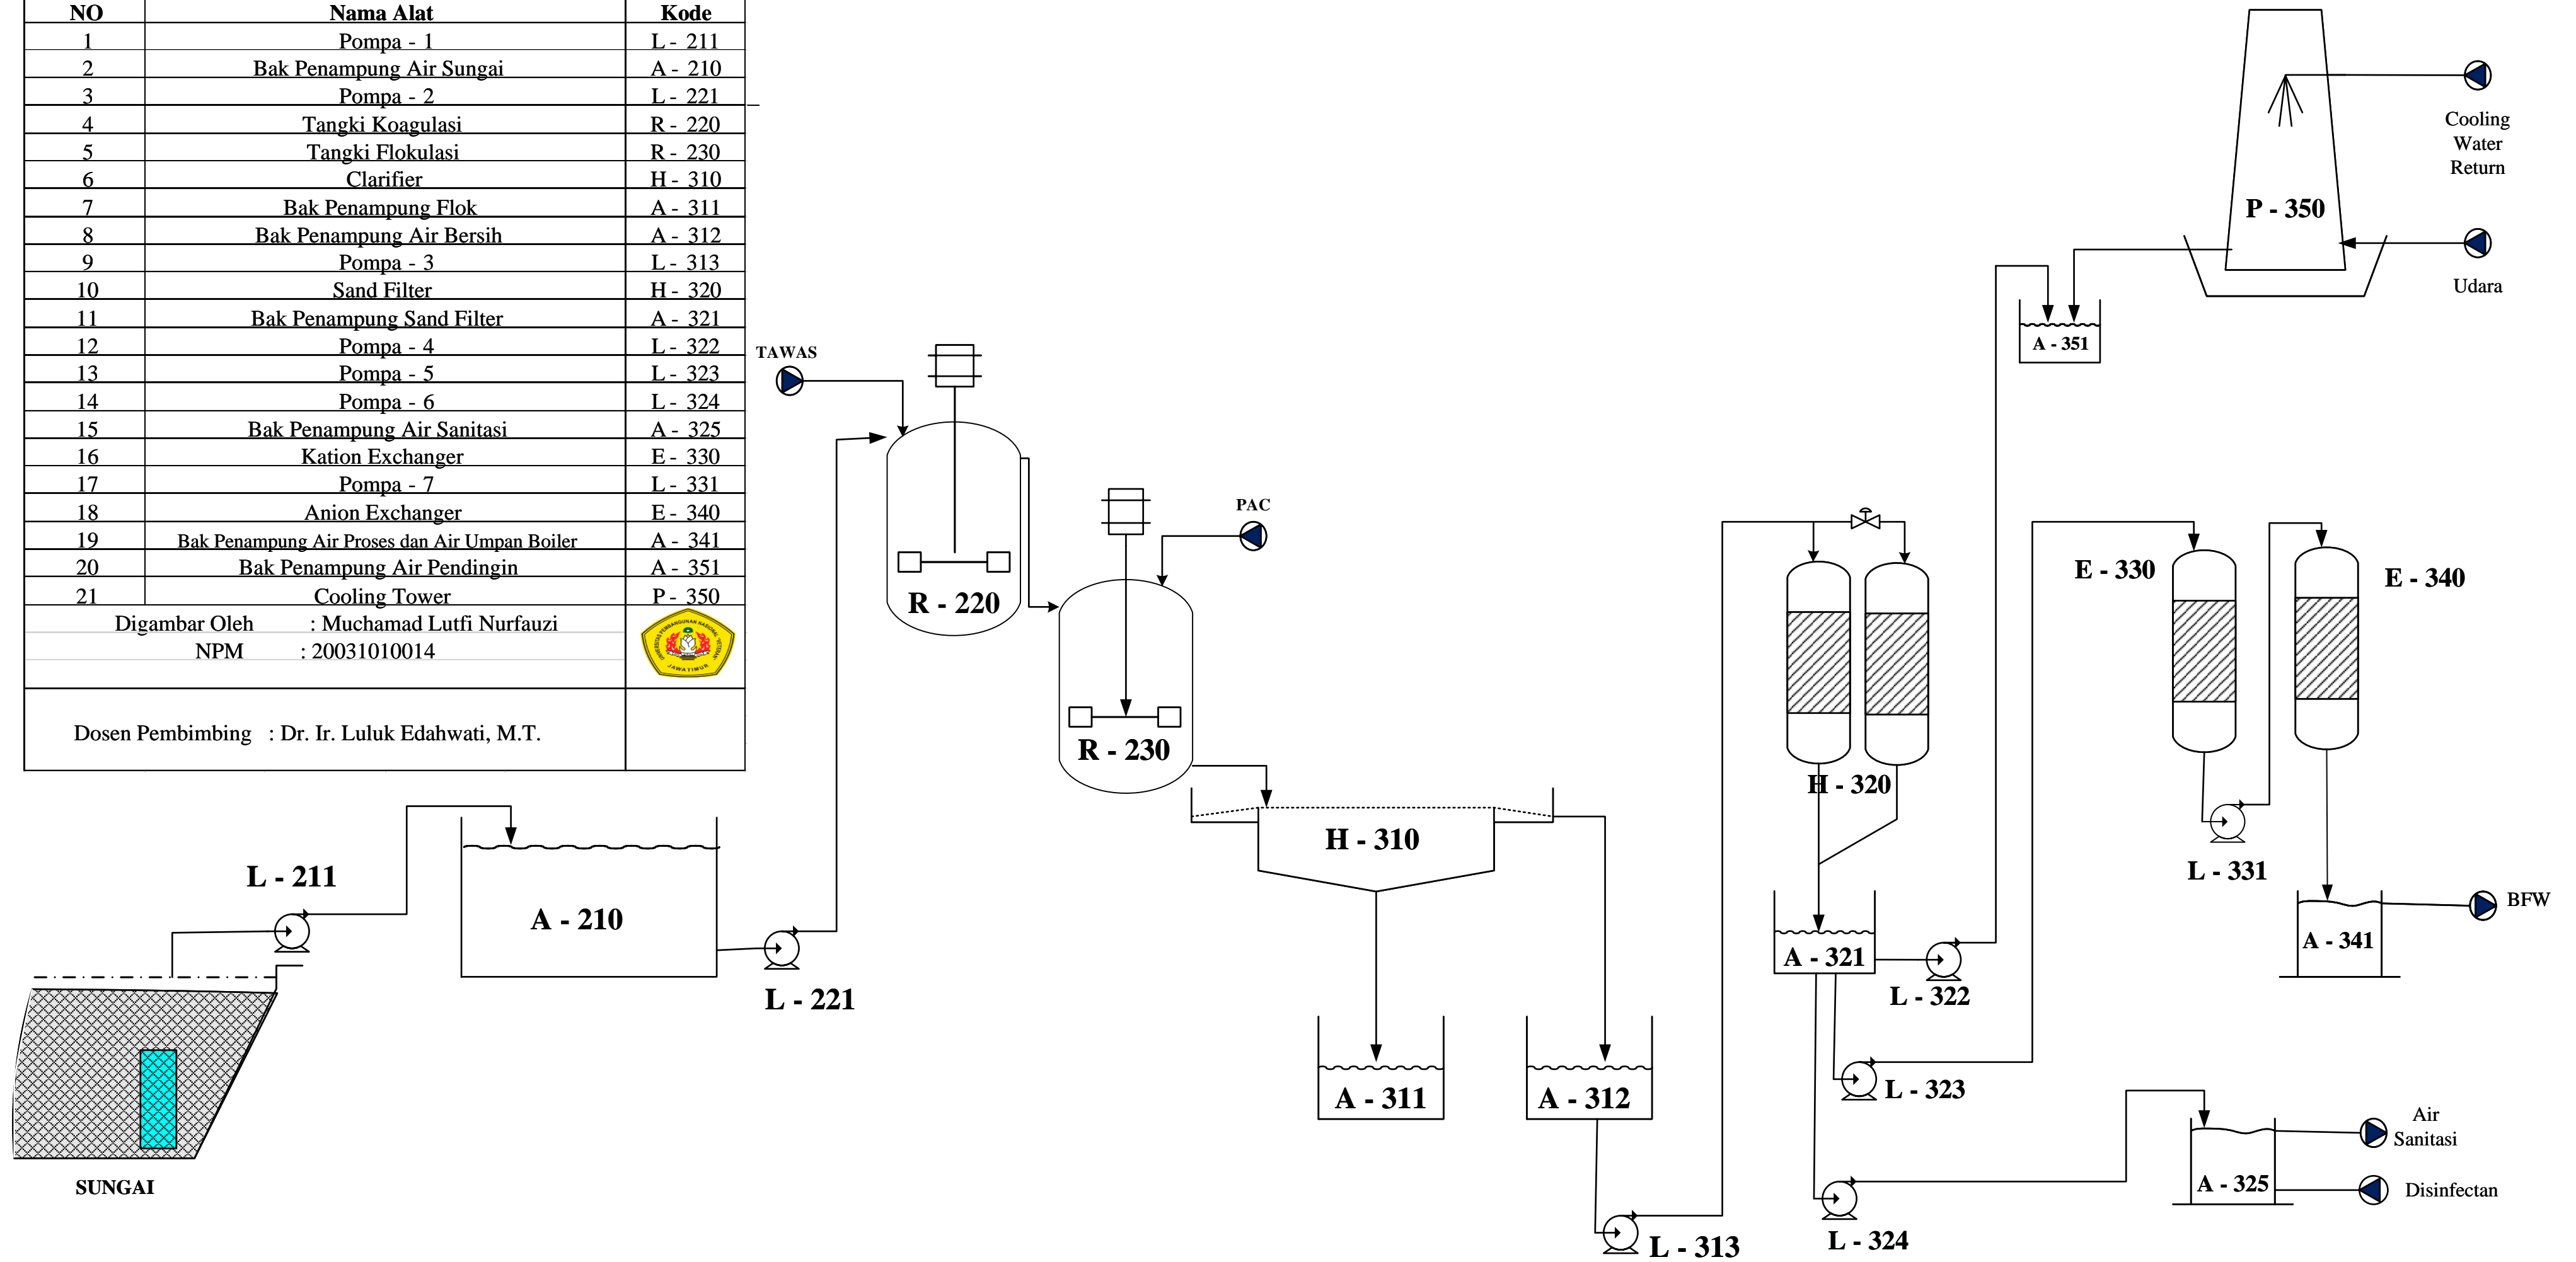 NO Nama Alat Kode
1 Pompa - 1 L - 211
2 Bak Penampung Air Sungai A - 210
3 Pompa - 2 L - 221
4 Tangki Koagulasi R - 220
5 Tangki Flokulasi R - 230
6 Clarifier H - 310
7 Bak Penampung Flok A - 311
8 Bak Penampung Air Bersih A - 312
9 Pompa - 3 L - 313
10 Sand Filter H - 320
11 Bak Penampung Sand Filter A - 321
12 Pompa - 4 L - 322
13 Pompa - 5 L - 323
14 Pompa - 6 L - 324
15 Bak Penampung Air Sanitasi A - 325
16 Kation Exchanger E - 330
17 Pompa - 7 L - 331
18 Anion Exchanger E - 340
19 Bak Penampung Air Proses dan Air Umpan Boiler A - 341
20 Bak Penampung Air Pendingin A - 351
21 Cooling Tower P - 350
Digambar Oleh : Muchamad Lutfi Nurfauzi
NPM : 20031010014
JAWA TIMUR
Dosen Pembimbing : Dr. Ir. Luluk Edahwati, M.T.
Cooling
Water
Return
P - 350
Udara
A - 351
TAWAS
R - 220
PAC
R - 230
E - 330
E - 340
H - 320
H - 310
L - 211
A - 210
L - 221
L - 331
BFW
A - 341
A - 321
L - 322
A - 311
A - 312
L - 323
Air
Sanitasi
A - 325
Disinfectan
SUNGAI
L - 313
L - 324